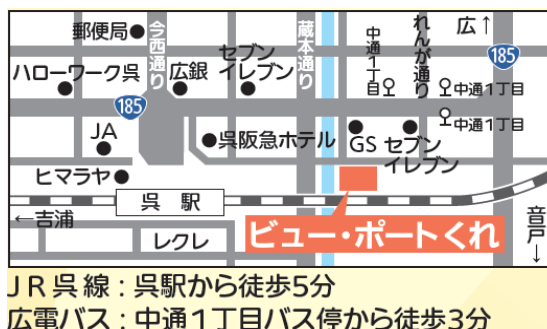 郵便局
今西通り
蔵本通り
中通1丁目
れんが通り
広↑
185
セブン
イレブン
ハローワーク呉
広銀
中通1丁目
185
中通1丁目
JA
呉阪急ホテル
GS
セブン
イレブン
ヒマラヤ
呉駅
←吉浦
レクレ
ビュー・ポートくれ
音戸↓
JR呉線：呉駅から徒歩5分
広電バス：中通1丁目バス停から徒歩3分